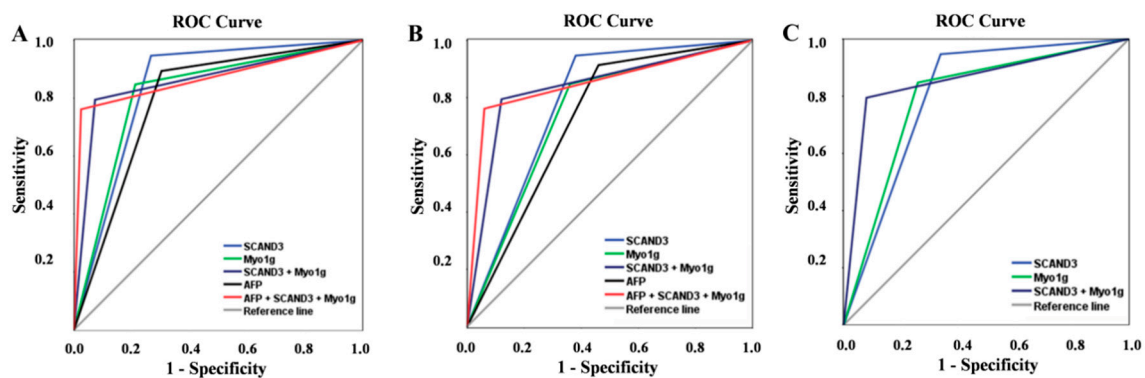 A
ROC Curve
1.0
0.8
0.6
0.4
0.2
Sensitivity
SCAND3
Myo1g
SCAND3 + Myo1g
AFP
AFP + SCAND3 + Myo1g
Reference line
0.0 0.2 0.4 0.6 0.8 1.0
1 - Specificity
B
ROC Curve
1.0
0.8
0.6
0.4
0.2
Sensitivity
SCAND3
Myo1g
SCAND3 + Myo1g
AFP
AFP + SCAND3 + Myo1g
Reference line
0.0 0.2 0.4 0.6 0.8 1.0
1 - Specificity
C
ROC Curve
1.0
0.8
0.6
0.4
0.2
Sensitivity
SCAND3
Myo1g
SCAND3 + Myo1g
Reference line
0.0 0.2 0.4 0.6 0.8 1.0
1 - Specificity